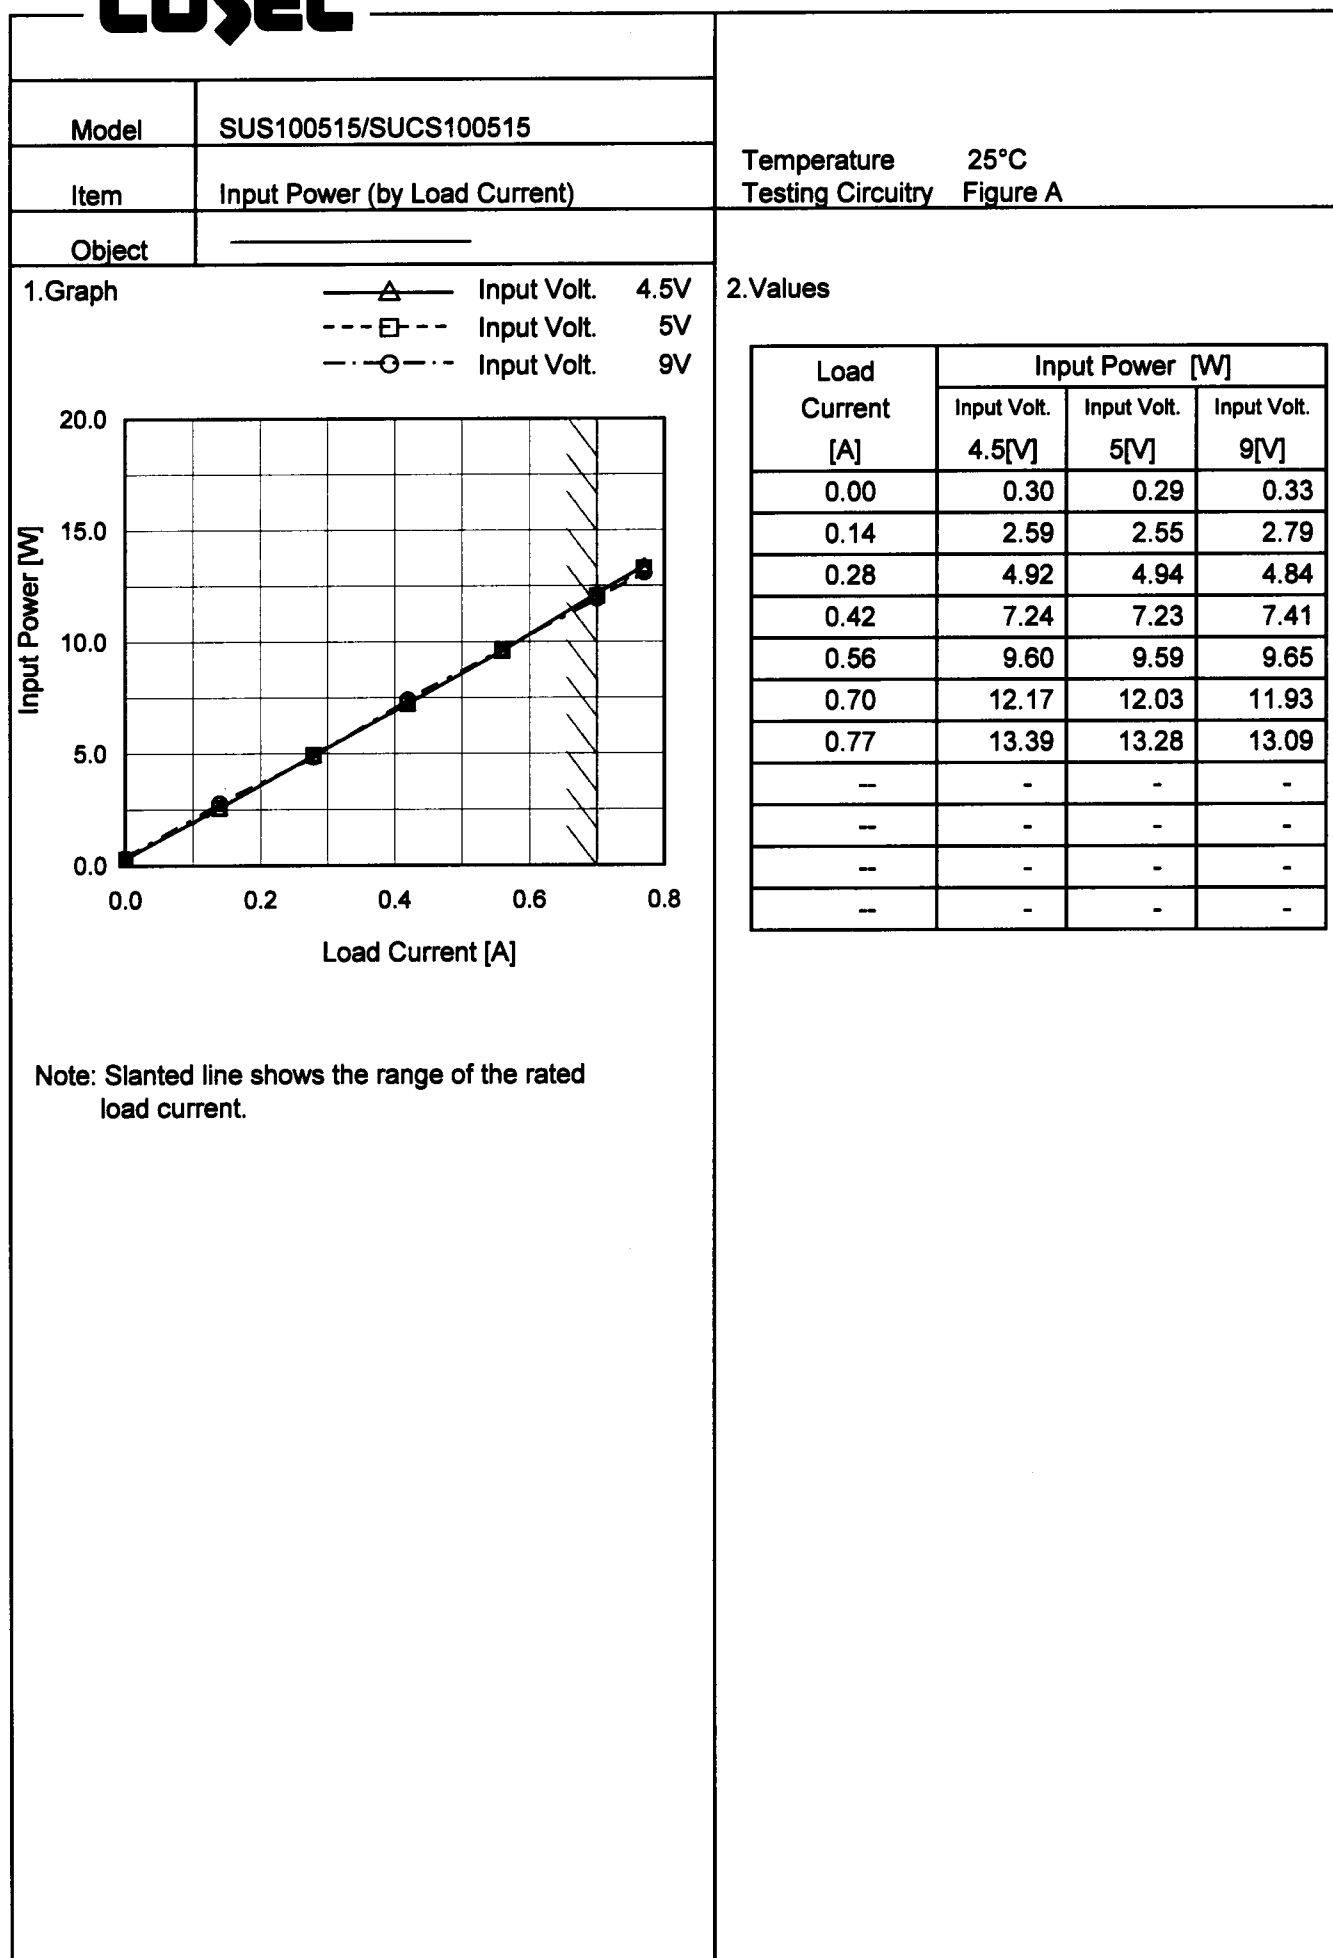 COSEL
Model SUS100515/SUCS100515
Item Input Power (by Load Current)
Object
Temperature 25°C
Testing Circuitry Figure A
1.Graph
Input Volt. 4.5V
Input Volt. 5V
Input Volt. 9V
20.0
15.0
10.0
5.0
0.0
Input Power [W]
0.0 0.2 0.4 0.6 0.8
Load Current [A]
Note: Slanted line shows the range of the rated
load current.
2.Values
Load Input Power [W]
Current Input Volt. Input Volt. Input Volt.
[A] 4.5[V] 5[V] 9[V]
0.00 0.30 0.29 0.33
0.14 2.59 2.55 2.79
0.28 4.92 4.94 4.84
0.42 7.24 7.23 7.41
0.56 9.60 9.59 9.65
0.70 12.17 12.03 11.93
0.77 13.39 13.28 13.09
-- - - -
-- - - -
-- - - -
-- - - -